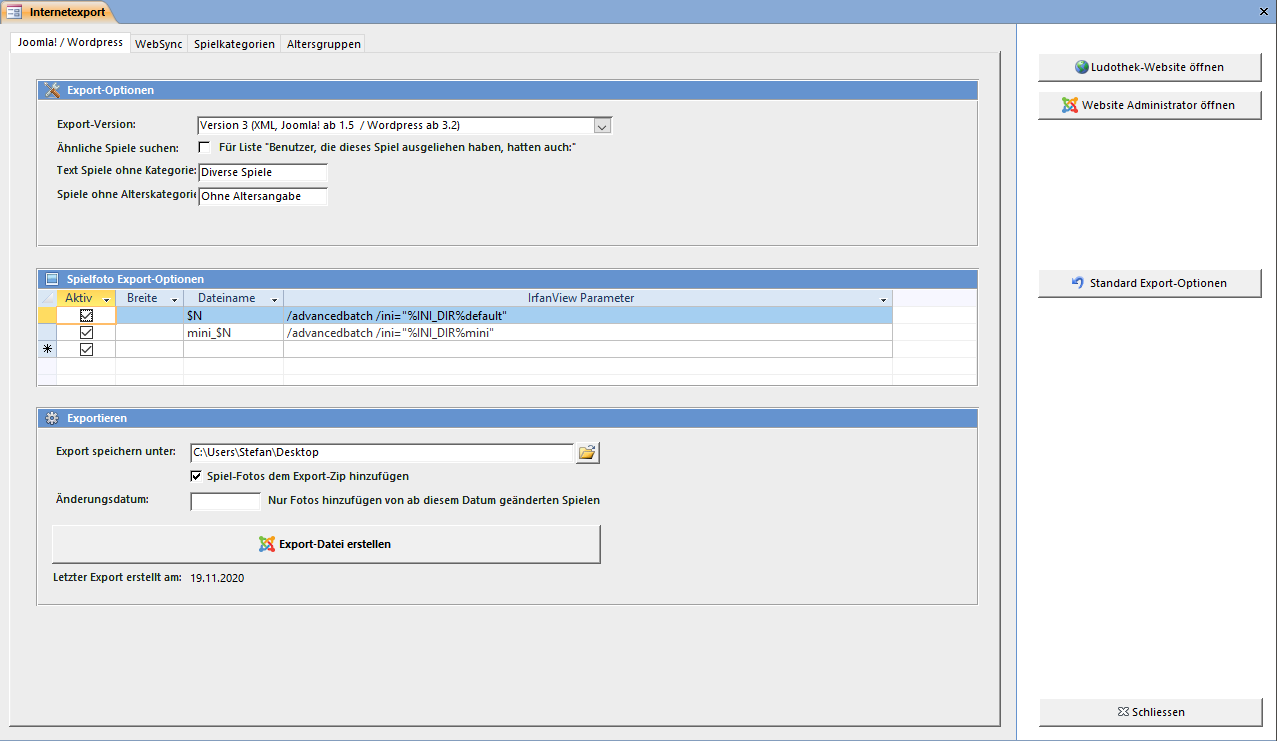 Internetexport
Joomla! / Wordpress WebSync Spielkategorien Altersgruppen
Ludothek-Website öffnen
Website Administrator öffnen
Export-Optionen
Export-Version: Version 3 (XML, Joomla! ab 1.5 / Wordpress ab 3.2)
Ähnliche Spiele suchen: Für Liste "Benutzer, die dieses Spiel ausgeliehen haben, hatten auch:"
Text Spiele ohne Kategorie: Diverse Spiele
Spiele ohne Alterskategorie Ohne Altersangabe
Standard Export-Optionen
Spielfoto Export-Optionen
Aktiv Breite Dateiname IrfanView Parameter
$N /advancedbatch /ini="%INI_DIR%default"
mini_$N /advancedbatch /ini="%INI_DIR%mini"
Exportieren
Export speichern unter: C:\Users\Stefan\Desktop
Spiel-Fotos dem Export-Zip hinzufügen
Änderungsdatum: Nur Fotos hinzufügen von ab diesem Datum geänderten Spielen
Export-Datei erstellen
Letzter Export erstellt am: 19.11.2020
Schliessen